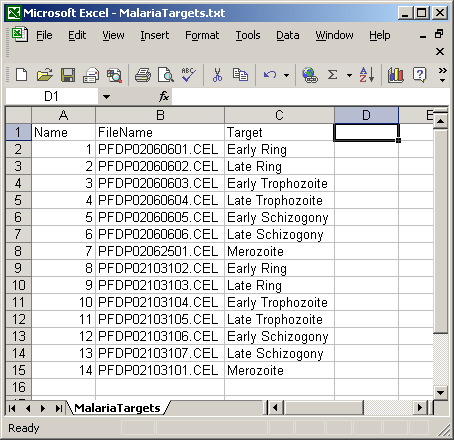 Microsoft Excel - MalariaTargets.txt
File Edit View Insert Format Tools Data Window Help
D1 fx
A B C D E
1 Name FileName Target
2 1 PFDP02060601.CEL Early Ring
3 2 PFDP02060602.CEL Late Ring
4 3 PFDP02060603.CEL Early Trophozoite
5 4 PFDP02060604.CEL Late Trophozoite
6 5 PFDP02060605.CEL Early Schizogony
7 6 PFDP02060606.CEL Late Schizogony
8 7 PFDP02062501.CEL Merozoite
9 8 PFDP02103102.CEL Early Ring
10 9 PFDP02103103.CEL Late Ring
11 10 PFDP02103104.CEL Early Trophozoite
12 11 PFDP02103105.CEL Late Trophozoite
13 12 PFDP02103106.CEL Early Schizogony
14 13 PFDP02103107.CEL Late Schizogony
15 14 PFDP02103101.CEL Merozoite
16
MalariaTargets
Ready